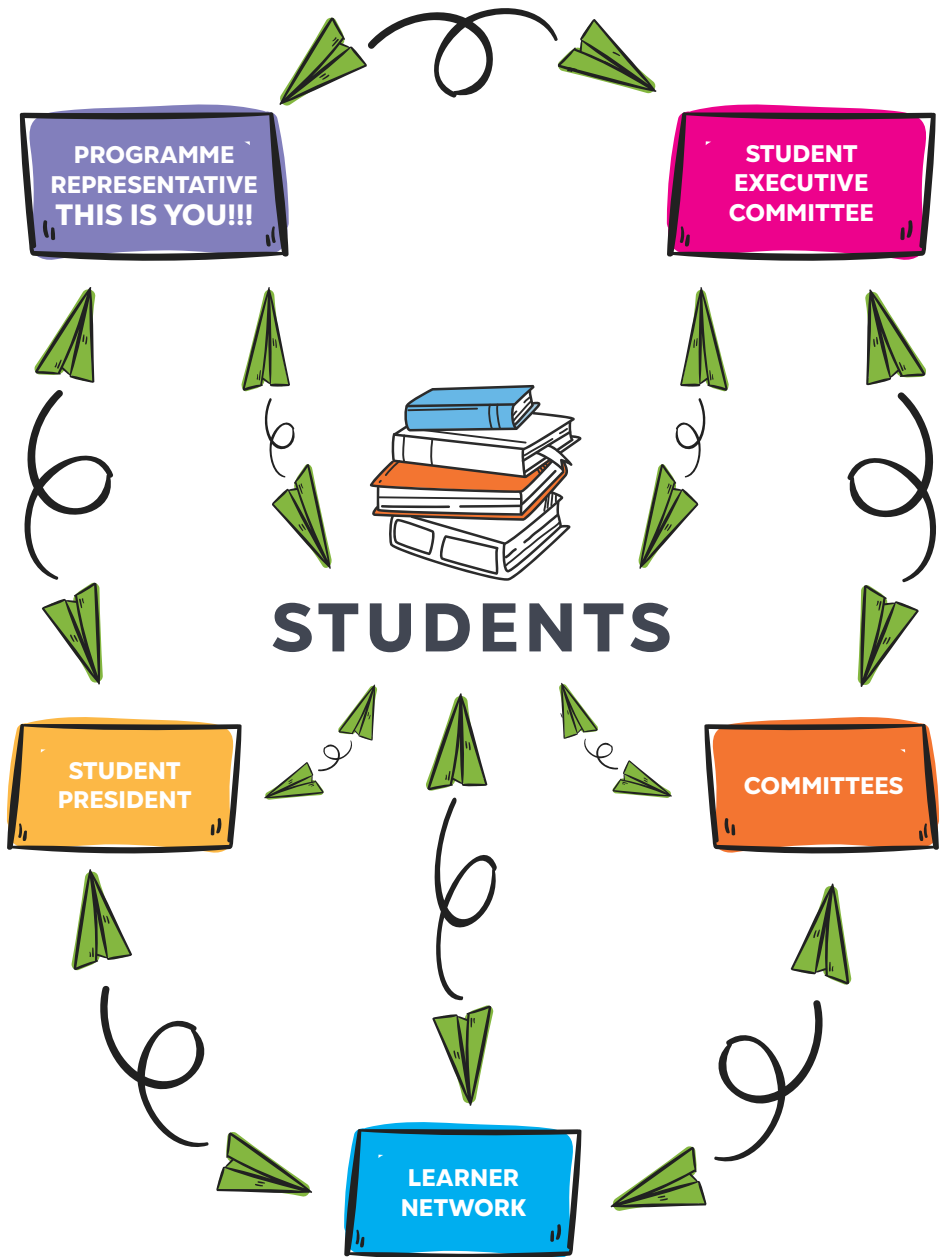 PROGRAMME
REPRESENTATIVE
THIS IS YOU!!!
STUDENT
EXECUTIVE
COMMITTEE
STUDENTS
STUDENT
PRESIDENT
COMMITTEES
LEARNER
NETWORK